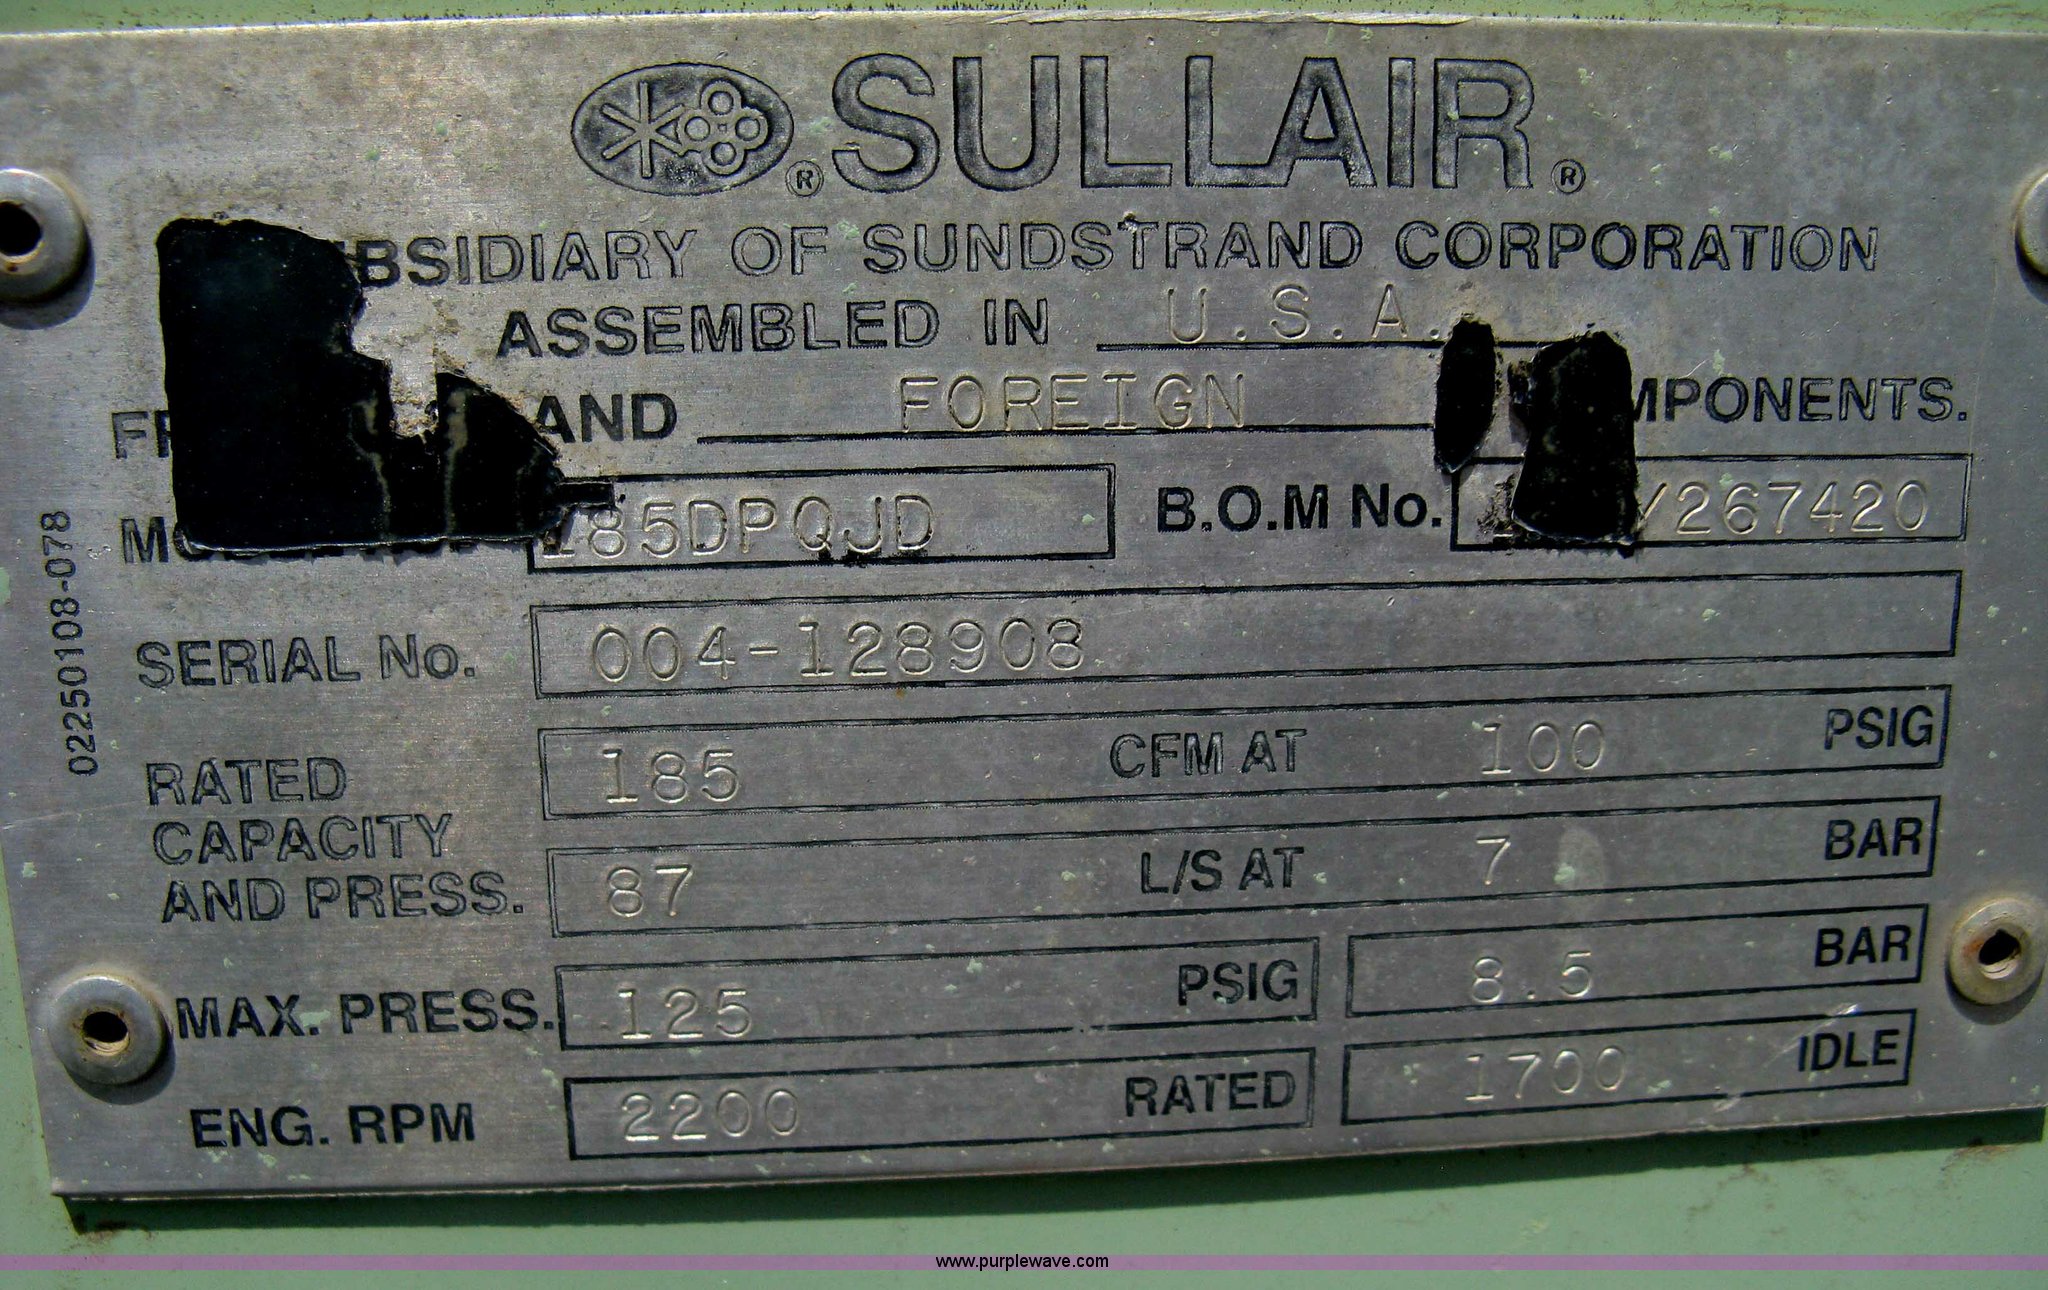 ® SULLAIR ®
SUBSIDIARY OF SUNDSTRAND CORPORATION
ASSEMBLED IN U.S.A.
AND FOREIGN COMPONENTS.
185DPQJD B.O.M No. /267420
SERIAL No. 004-128908
02250108-078
RATED CAPACITY AND PRESS.
185 CFM AT 100 PSIG
87 L/S AT 7 BAR
MAX. PRESS. 125 PSIG 8.5 BAR
ENG. RPM 2200 RATED 1700 IDLE
www.purplewave.com